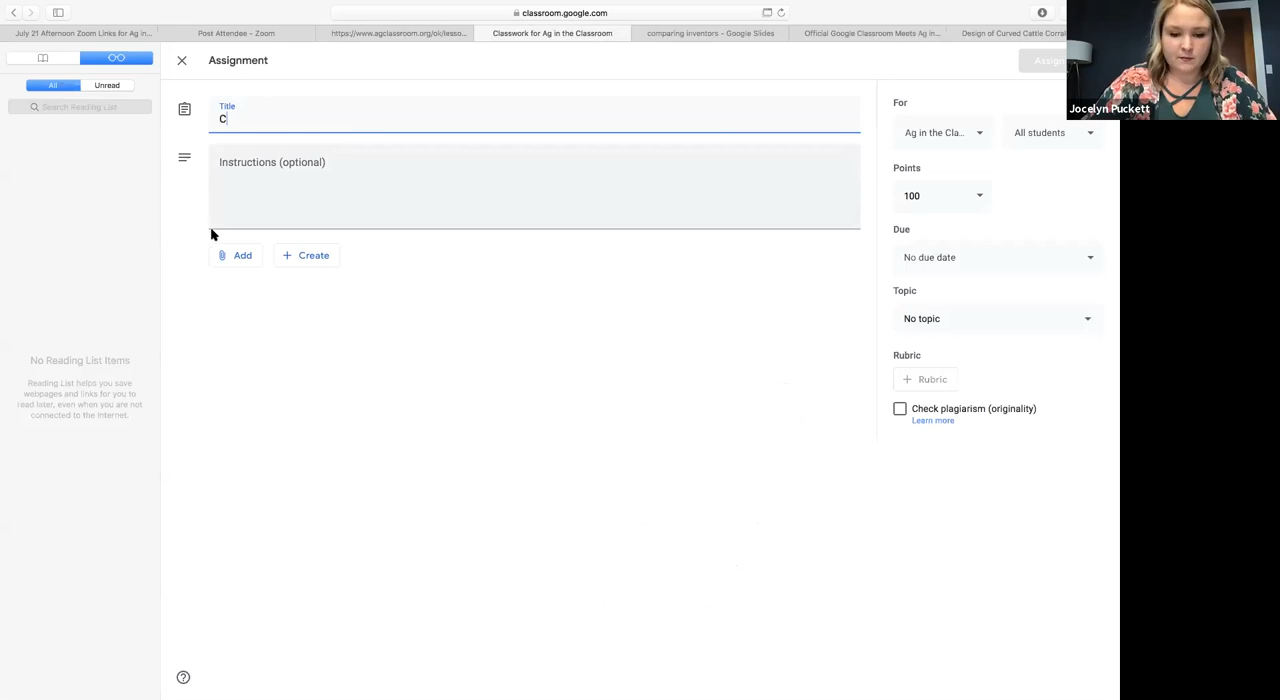 classroom.google.com
July 21 Afternoon Zoom Links for Ag in...
Post Attendee - Zoom
https://www.agclassroom.org/ok/lesso...
Classwork for Ag in the Classroom
comparing inventors - Google Slides
Official Google Classroom Meets Ag in...
Design of Curved Cattle Corral
All
Unread
Search Reading List
No Reading List Items
Reading List helps you save
webpages and links for you to
read later, even when you are not
connected to the Internet.
Assignment
Assign
Title
C
Instructions (optional)
Add
+ Create
For
Ag in the Cla...
All students
Points
100
Due
No due date
Topic
No topic
Rubric
+ Rubric
Check plagiarism (originality)
Learn more
Jocelyn Puckett